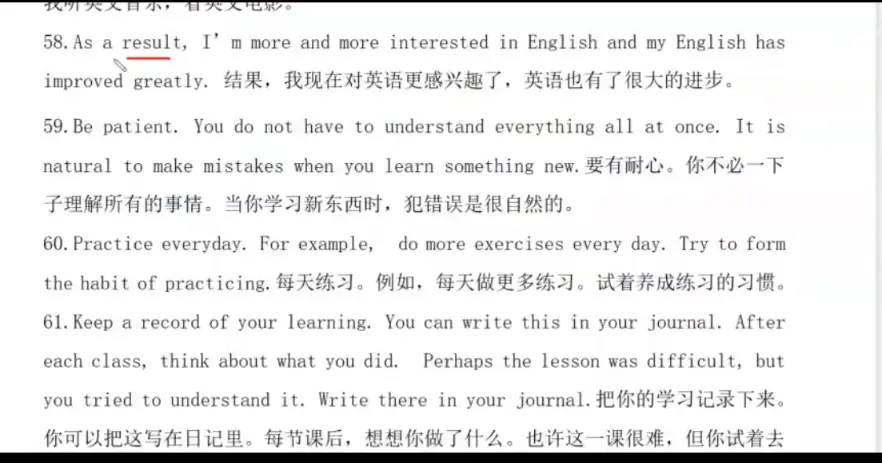 我听英文音乐，看英文电影。
58.As a result, I’m more and more interested in English and my English has
improved greatly. 结果，我现在对英语更感兴趣了，英语也有了很大的进步。
59.Be patient. You do not have to understand everything all at once. It is
natural to make mistakes when you learn something new.要有耐心。你不必一下
子理解所有的事情。当你学习新东西时，犯错误是很自然的。
60.Practice everyday. For example,  do more exercises every day. Try to form
the habit of practicing.每天练习。例如，每天做更多练习。试着养成练习的习惯。
61.Keep a record of your learning. You can write this in your journal. After
each class, think about what you did.  Perhaps the lesson was difficult, but
you tried to understand it. Write there in your journal.把你的学习记录下来。
你可以把这写在日记里。每节课后，想想你做了什么。也许这一课很难，但你试着去